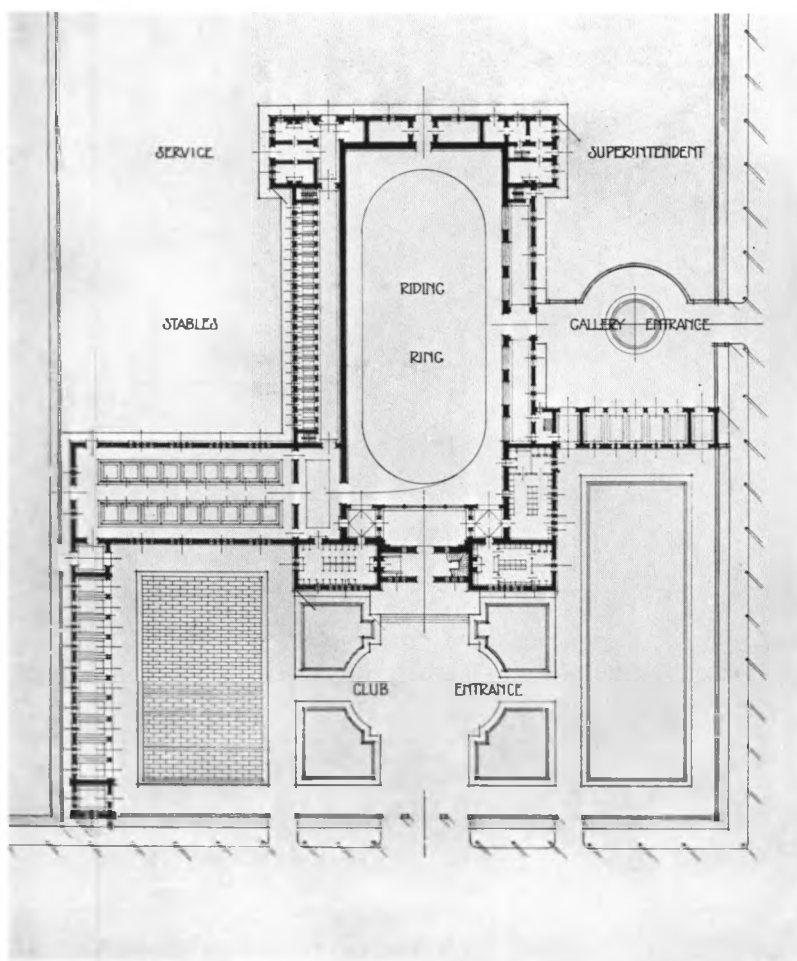 SERVICE
SUPERINTENDENT
RIDING
RING
STABLES
GALLERY ENTRANCE
CLUB ENTRANCE